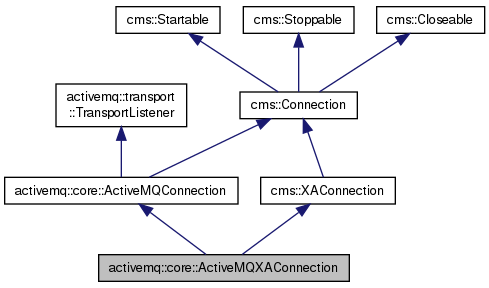 cms::Startable
cms::Stoppable
cms::Closeable
activemq::transport
::TransportListener
cms::Connection
activemq::core::ActiveMQConnection
cms::XAConnection
activemq::core::ActiveMQXAConnection